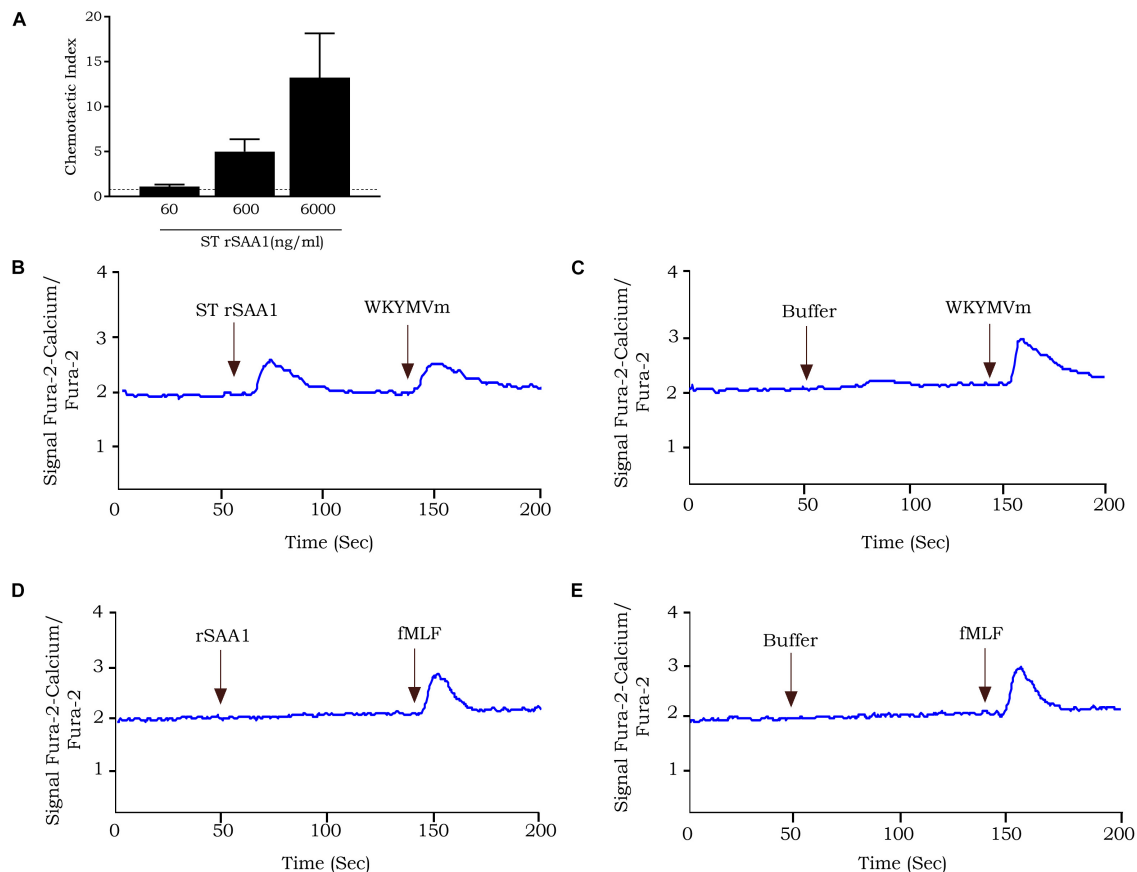 A
Chemotactic Index
20
15
10
5
0
60 600 6000
ST rSAA1(ng/ml)
B
Signal Fura-2-Calcium/
Fura-2
4
3
2
1
ST rSAA1
WKYMVm
0 50 100 150 200
Time (Sec)
C
Signal Fura-2-Calcium/
Fura-2
4
3
2
1
Buffer
WKYMVm
0 50 100 150 200
Time (Sec)
D
Signal Fura-2-Calcium/
Fura-2
4
3
2
1
rSAA1
fMLF
0 50 100 150 200
Time (Sec)
E
Signal Fura-2-Calcium/
Fura-2
4
3
2
1
Buffer
fMLF
0 50 100 150 200
Time (Sec)